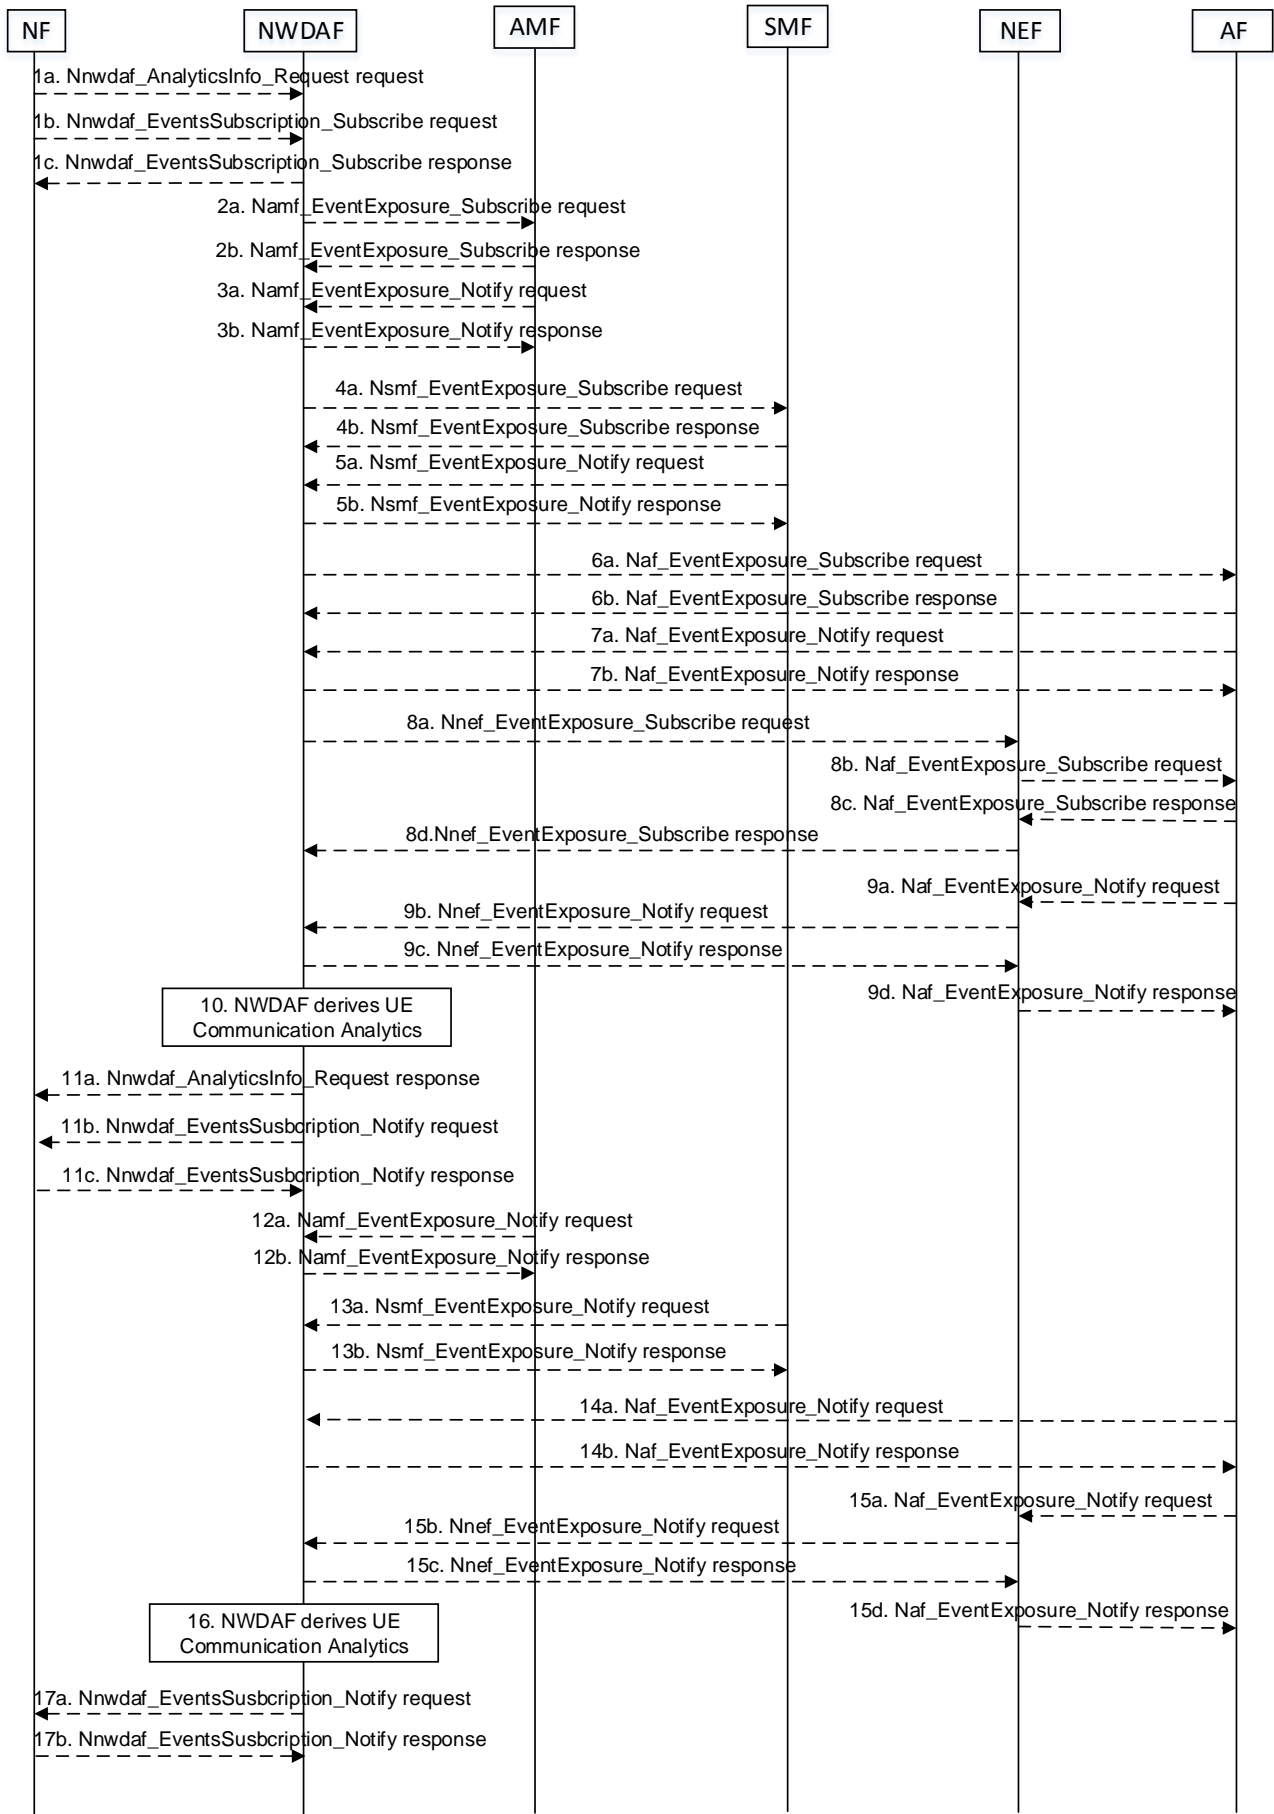 NF
NWDAF
AMF
SMF
NEF
AF
1a. Nnwdaf_AnalyticsInfo_Request request
1b. Nnwdaf_EventsSubscription_Subscribe request
1c. Nnwdaf_EventsSubscription_Subscribe response
2a. Namf_EventExposure_Subscribe request
2b. Namf_EventExposure_Subscribe response
3a. Namf_EventExposure_Notify request
3b. Namf_EventExposure_Notify response
4a. Nsmf_EventExposure_Subscribe request
4b. Nsmf_EventExposure_Subscribe response
5a. Nsmf_EventExposure_Notify request
5b. Nsmf_EventExposure_Notify response
6a. Naf_EventExposure_Subscribe request
6b. Naf_EventExposure_Subscribe response
7a. Naf_EventExposure_Notify request
7b. Naf_EventExposure_Notify response
8a. Nnef_EventExposure_Subscribe request
8b. Naf_EventExposure_Subscribe request
8c. Naf_EventExposure_Subscribe response
8d.Nnef_EventExposure_Subscribe response
9a. Naf_EventExposure_Notify request
9b. Nnef_EventExposure_Notify request
9c. Nnef_EventExposure_Notify response
9d. Naf_EventExposure_Notify response
10. NWDAF derives UE
Communication Analytics
11a. Nnwdaf_AnalyticsInfo_Request response
11b. Nnwdaf_EventsSusbcription_Notify request
11c. Nnwdaf_EventsSusbcription_Notify response
12a. Namf_EventExposure_Notify request
12b. Namf_EventExposure_Notify response
13a. Nsmf_EventExposure_Notify request
13b. Nsmf_EventExposure_Notify response
14a. Naf_EventExposure_Notify request
14b. Naf_EventExposure_Notify response
15a. Naf_EventExposure_Notify request
15b. Nnef_EventExposure_Notify request
15c. Nnef_EventExposure_Notify response
15d. Naf_EventExposure_Notify response
16. NWDAF derives UE
Communication Analytics
17a. Nnwdaf_EventsSusbcription_Notify request
17b. Nnwdaf_EventsSusbcription_Notify response